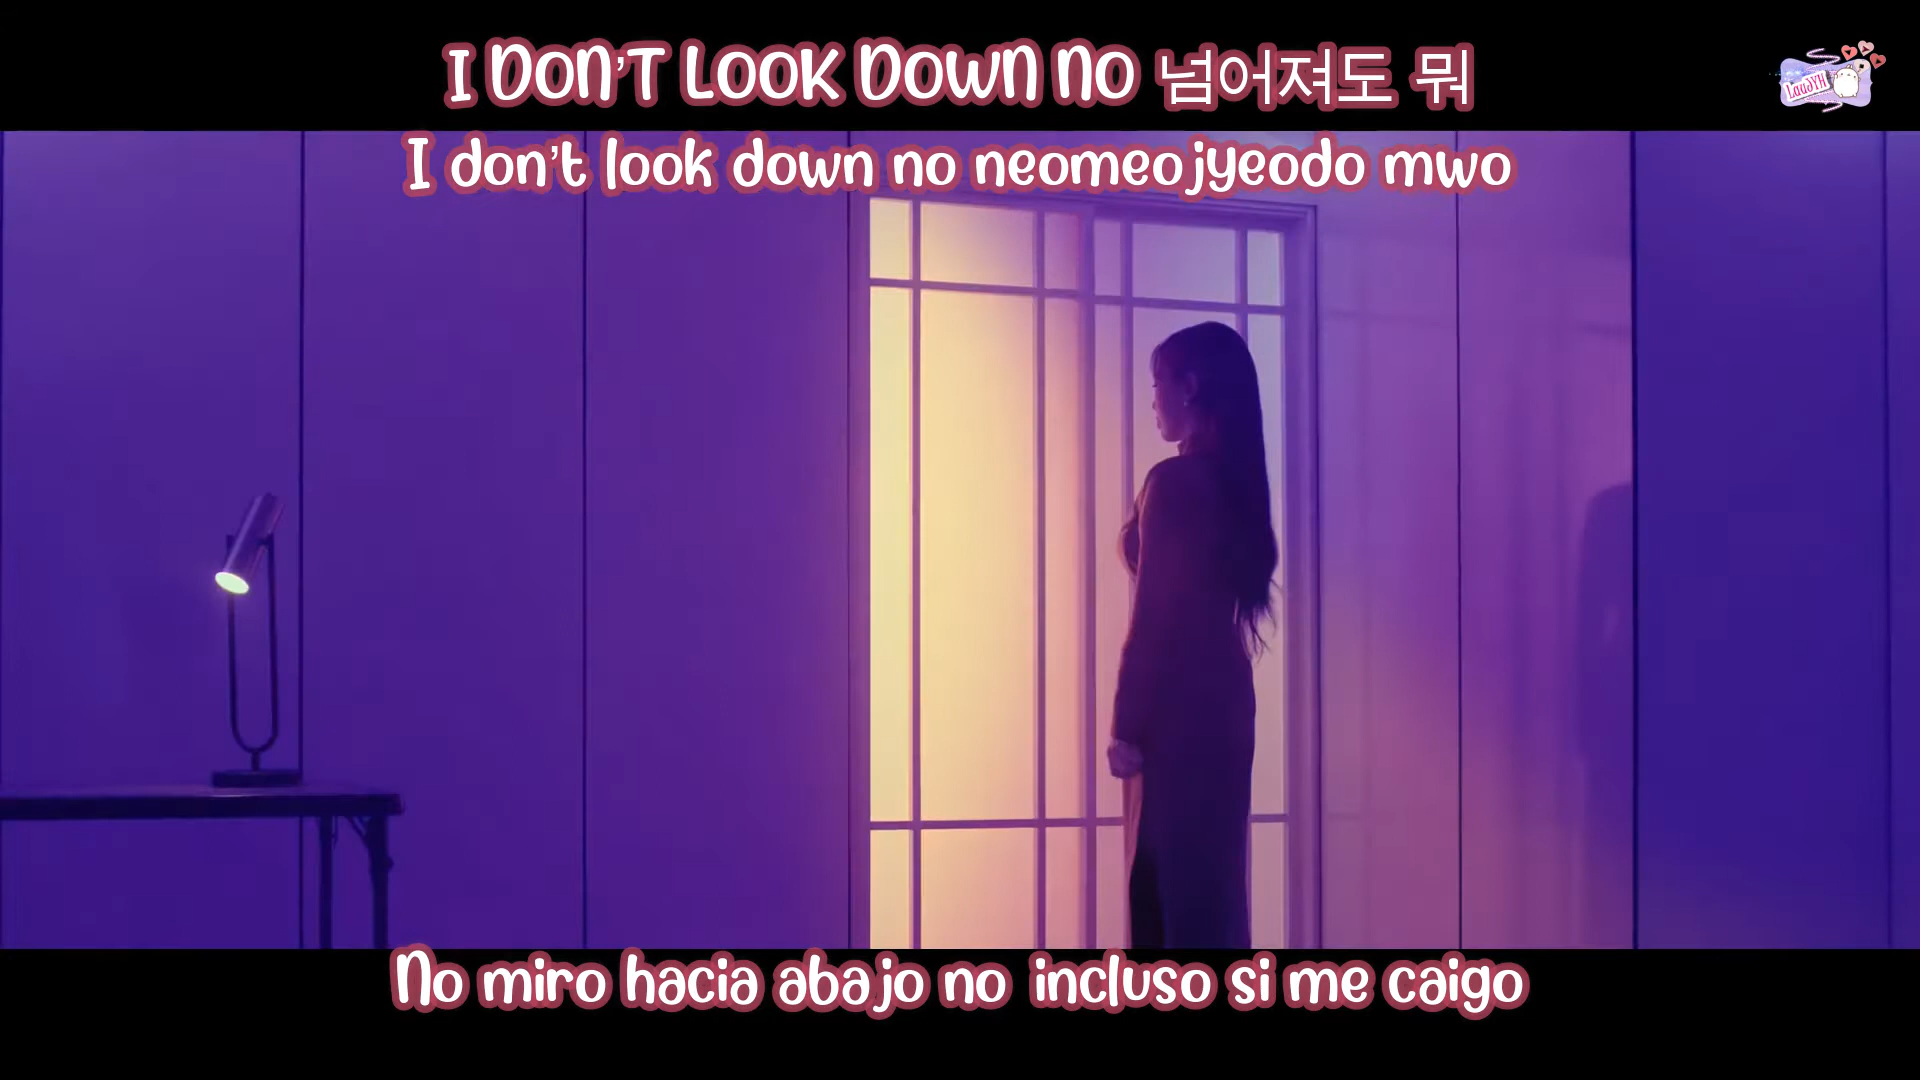 I DON'T LOOK DOWN NO 넘어져도 뭐
LaudYH
I don't look down no neomeojyeodo mwo
No miro hacia abajo no incluso si me caigo